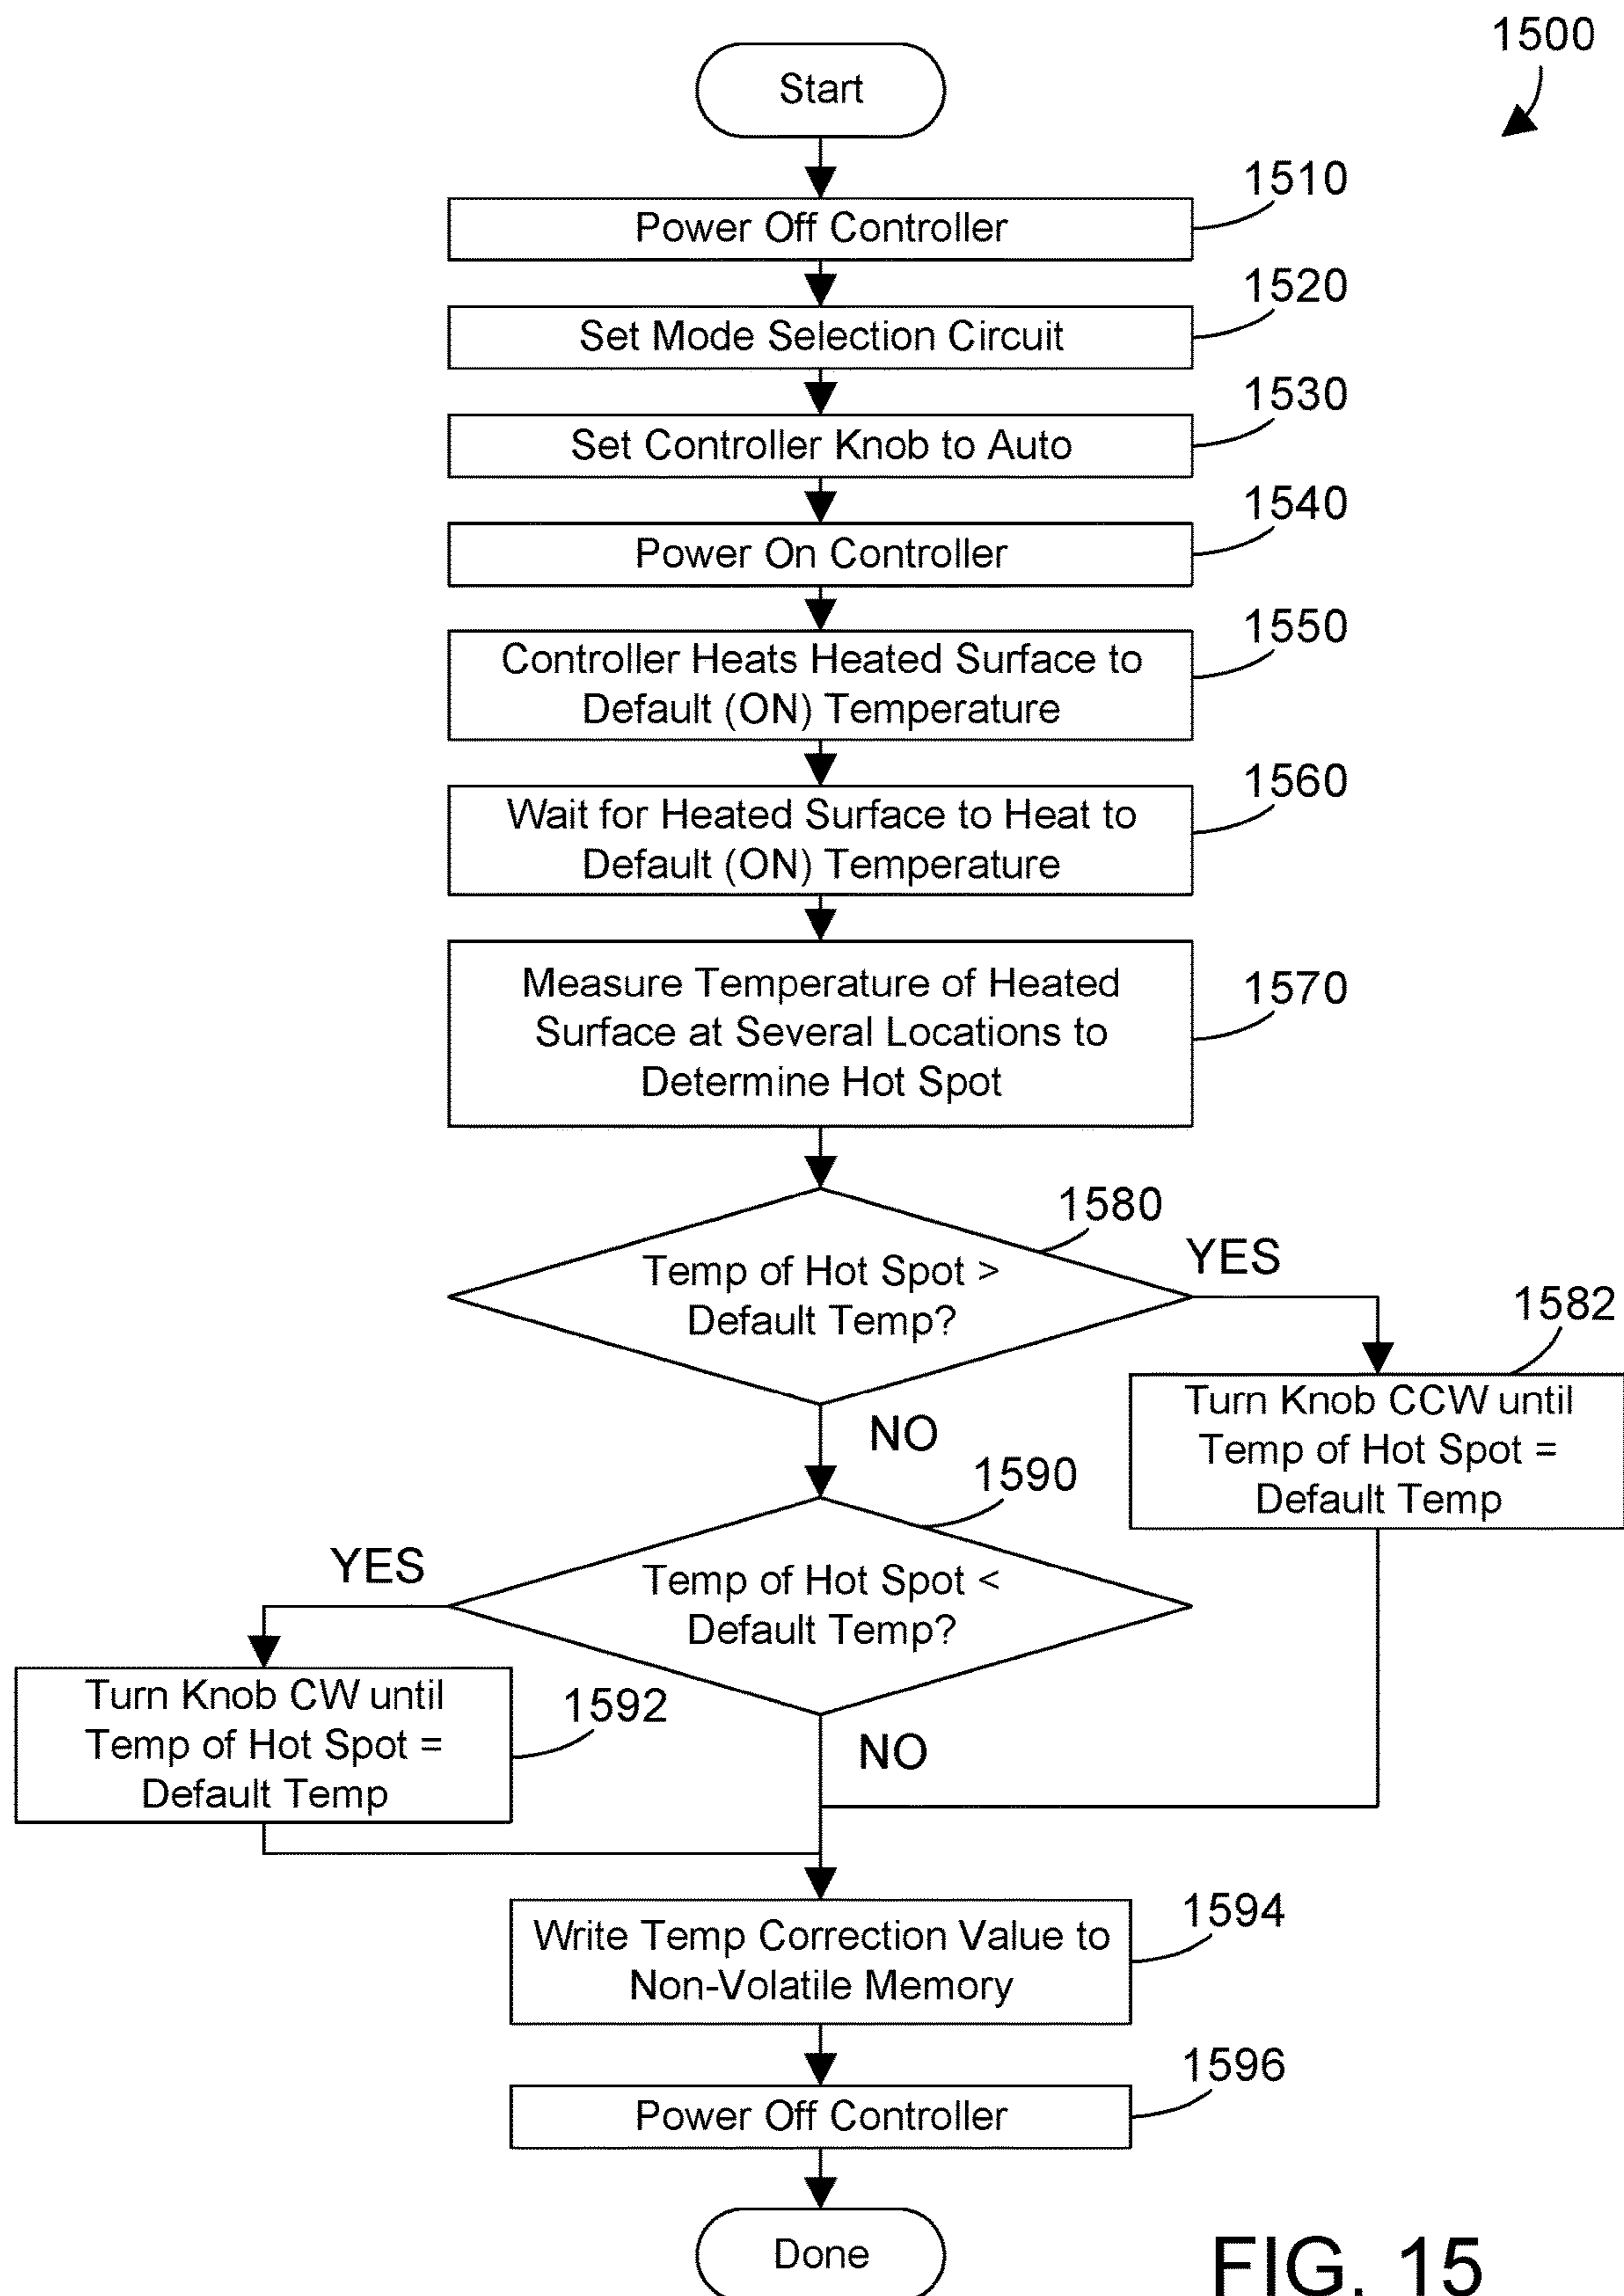 1500
Start
1510
Power Off Controller
1520
Set Mode Selection Circuit
1530
Set Controller Knob to Auto
1540
Power On Controller
1550
Controller Heats Heated Surface to
Default (ON) Temperature
1560
Wait for Heated Surface to Heat to
Default (ON) Temperature
1570
Measure Temperature of Heated
Surface at Several Locations to
Determine Hot Spot
1580
Temp of Hot Spot >
Default Temp?
YES
1582
Turn Knob CCW until
Temp of Hot Spot =
Default Temp
NO
1590
Temp of Hot Spot <
Default Temp?
YES
1592
Turn Knob CW until
Temp of Hot Spot =
Default Temp
NO
1594
Write Temp Correction Value to
Non-Volatile Memory
1596
Power Off Controller
Done
FIG. 15